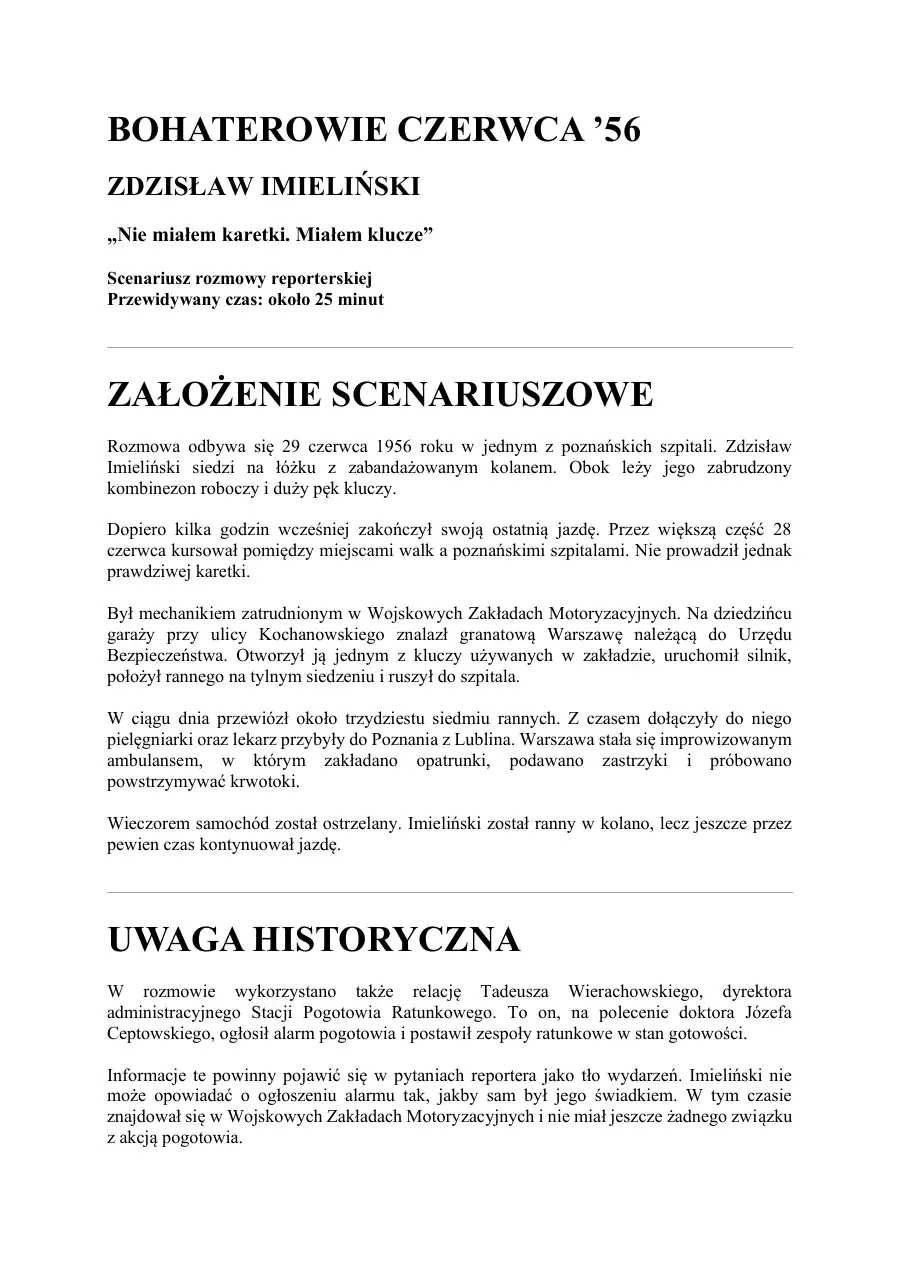 BOHATEROWIE CZERWCA ’56
ZDZISŁAW IMIELIŃSKI
„Nie miałem karetki. Miałem klucze”
Scenariusz rozmowy reporterskiej
Przewidywany czas: około 25 minut
ZAŁOŻENIE SCENARIUSZOWE
Rozmowa odbywa się 29 czerwca 1956 roku w jednym z poznańskich szpitali. Zdzisław
Imieliński siedzi na łóżku z zabandażowanym kolanem. Obok leży jego zabrudzony
kombinezon roboczy i duży pęk kluczy.
Dopiero kilka godzin wcześniej zakończył swoją ostatnią jazdę. Przez większą część 28
czerwca kursował pomiędzy miejscami walk a poznańskimi szpitalami. Nie prowadził jednak
prawdziwej karetki.
Był mechanikiem zatrudnionym w Wojskowych Zakładach Motoryzacyjnych. Na dziedzińcu
garaży przy ulicy Kochanowskiego znalazł granatową Warszawę należącą do Urzędu
Bezpieczeństwa. Otworzył ją jednym z kluczy używanych w zakładzie, uruchomił silnik,
położył rannego na tylnym siedzeniu i ruszył do szpitala.
W ciągu dnia przewiózł około trzydziestu siedmiu rannych. Z czasem dołączyły do niego
pielęgniarki oraz lekarz przybyły do Poznania z Lublina. Warszawa stała się improwizowanym
ambulansem, w którym zakładano opatrunki, podawano zastrzyki i próbowano
powstrzymywać krwotoki.
Wieczorem samochód został ostrzelany. Imieliński został ranny w kolano, lecz jeszcze przez
pewien czas kontynuował jazdę.
UWAGA HISTORYCZNA
W rozmowie wykorzystano także relację Tadeusza Wierachowskiego, dyrektora
administracyjnego Stacji Pogotowia Ratunkowego. To on, na polecenie doktora Józefa
Ceptowskiego, ogłosił alarm pogotowia i postawił zespoły ratunkowe w stan gotowości.
Informacje te powinny pojawić się w pytaniach reportera jako tło wydarzeń. Imieliński nie
może opowiadać o ogłoszeniu alarmu tak, jakby sam był jego świadkiem. W tym czasie
znajdował się w Wojskowych Zakładach Motoryzacyjnych i nie miał jeszcze żadnego związku
z akcją pogotowia.